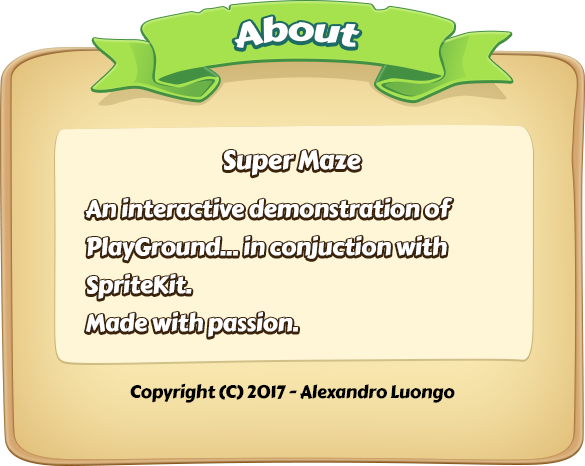 About
Super Maze
An interactive demonstration of
PlayGround... in conjuction with
SpriteKit.
Made with passion.
Copyright (C) 2017 - Alexandro Luongo